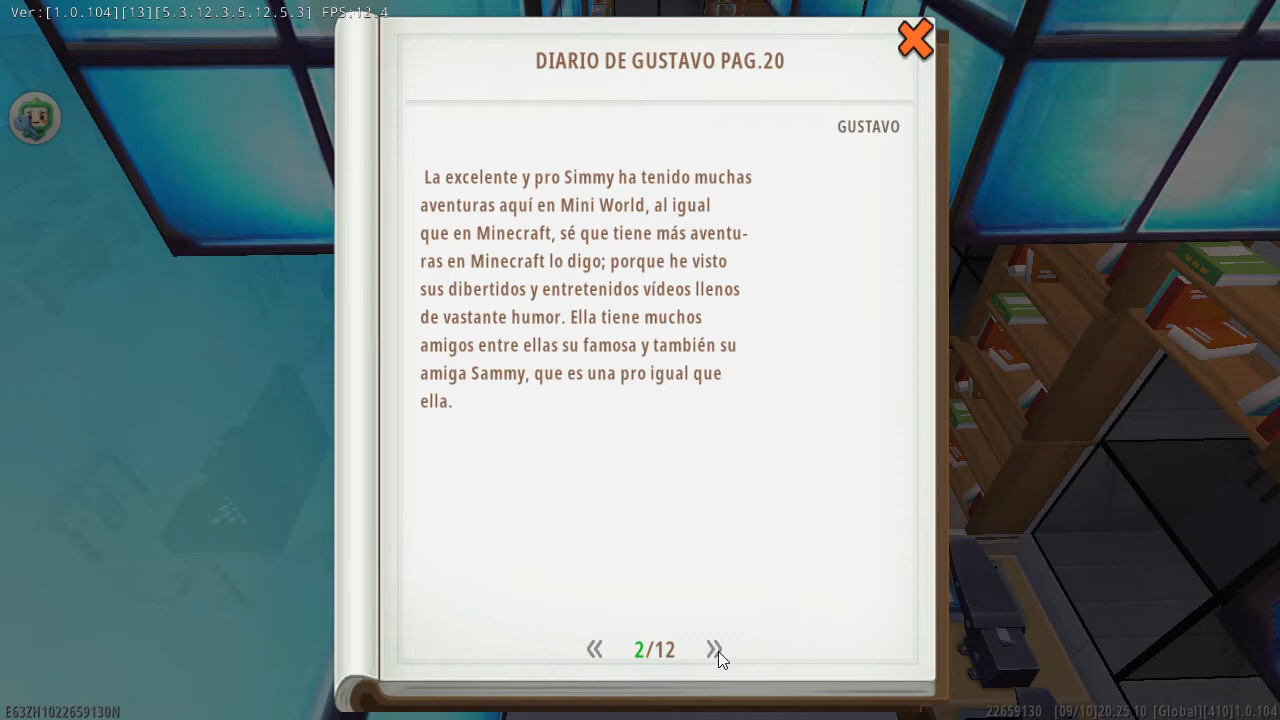 Ver:[1.0.104][13][5.3.12.3.5.12.5.3] FPS:12.4
DIARIO DE GUSTAVO PAG.20
GUSTAVO
La excelente y pro Simmy ha tenido muchas
aventuras aquí en Mini World, al igual
que en Minecraft, sé que tiene más aventu-
ras en Minecraft lo digo; porque he visto
sus dibertidos y entretenidos vídeos llenos
de vastante humor. Ella tiene muchos
amigos entre ellas su famosa y también su
amiga Sammy, que es una pro igual que
ella.
« 2/12 »
E63ZH1022659130N
22659130 [09/10]20:25:10 [Global][410]1.0.104